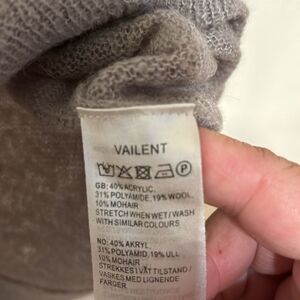 VAILENT
P
GB: 40% ACRYLIC,
31% POLYAMIDE, 19% WOOL,
10% MOHAIR
STRETCH WHEN WET / WASH
WITH SIMILAR COLOURS
NO: 40% AKRYL,
31% POLYAMID, 19% ULL
10% MOHAIR
STREKKES I VÅT TILSTAND /
VASKES MED LIGNENDE
FARGER